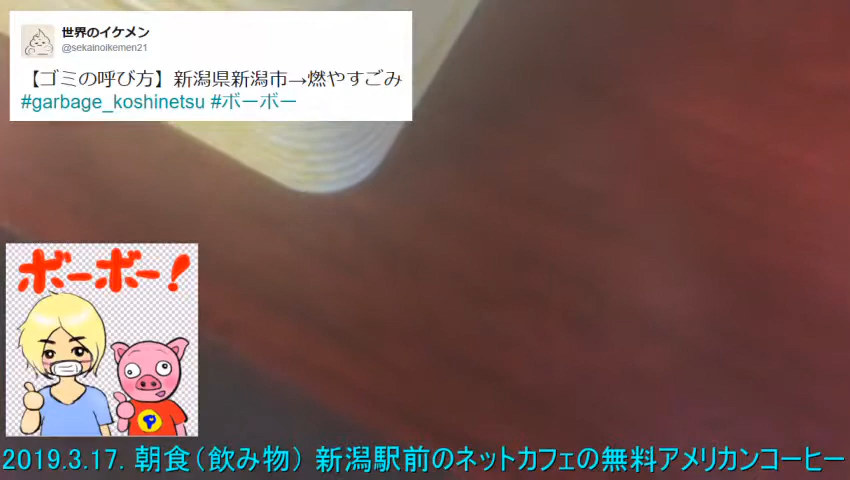 世界のイケメン
@sekainoikemen21
【ゴミの呼び方】新潟県新潟市→燃やすごみ
#garbage_koshinetsu #ボーボー
ボーボー!
P
2019.3.17. 朝食(飲み物) 新潟駅前のネットカフェの無料アメリカンコーヒー